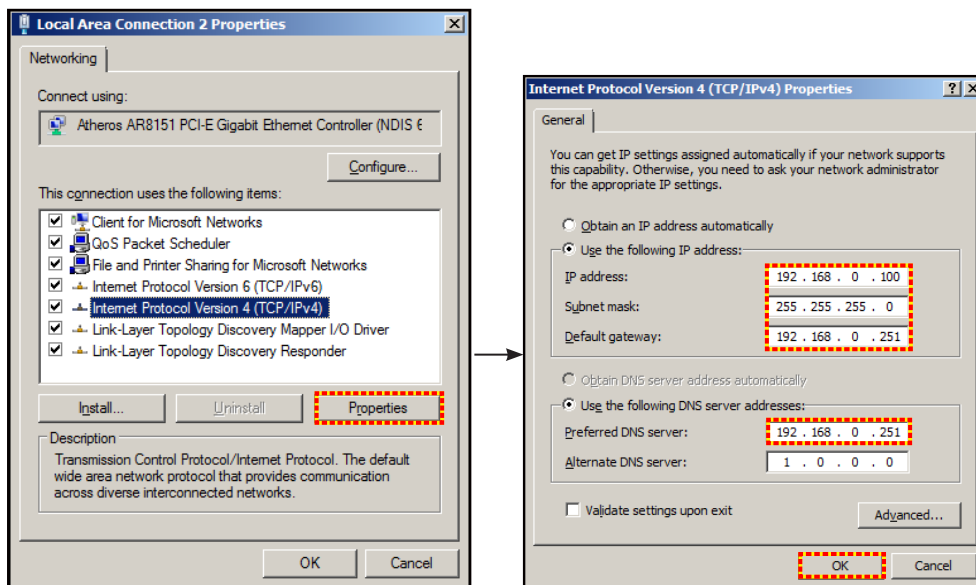 Local Area Connection 2 Properties
Networking
Connect using:
Atheros AR8151 PCI-E Gigabit Ethernet Controller (NDIS 6
Configure...
This connection uses the following items:
Client for Microsoft Networks
QoS Packet Scheduler
File and Printer Sharing for Microsoft Networks
Internet Protocol Version 6 (TCP/IPv6)
Internet Protocol Version 4 (TCP/IPv4)
Link-Layer Topology Discovery Mapper I/O Driver
Link-Layer Topology Discovery Responder
Install...
Uninstall
Properties
Description
Transmission Control Protocol/Internet Protocol. The default
wide area network protocol that provides communication
across diverse interconnected networks.
OK
Cancel
Internet Protocol Version 4 (TCP/IPv4) Properties
General
You can get IP settings assigned automatically if your network supports
this capability. Otherwise, you need to ask your network administrator
for the appropriate IP settings.
Obtain an IP address automatically
Use the following IP address:
IP address: 192 . 168 . 0 . 100
Subnet mask: 255 . 255 . 255 . 0
Default gateway: 192 . 168 . 0 . 251
Obtain DNS server address automatically
Use the following DNS server addresses:
Preferred DNS server: 192 . 168 . 0 . 251
Alternate DNS server: 1 . 0 . 0 . 0
Validate settings upon exit
Advanced...
OK
Cancel